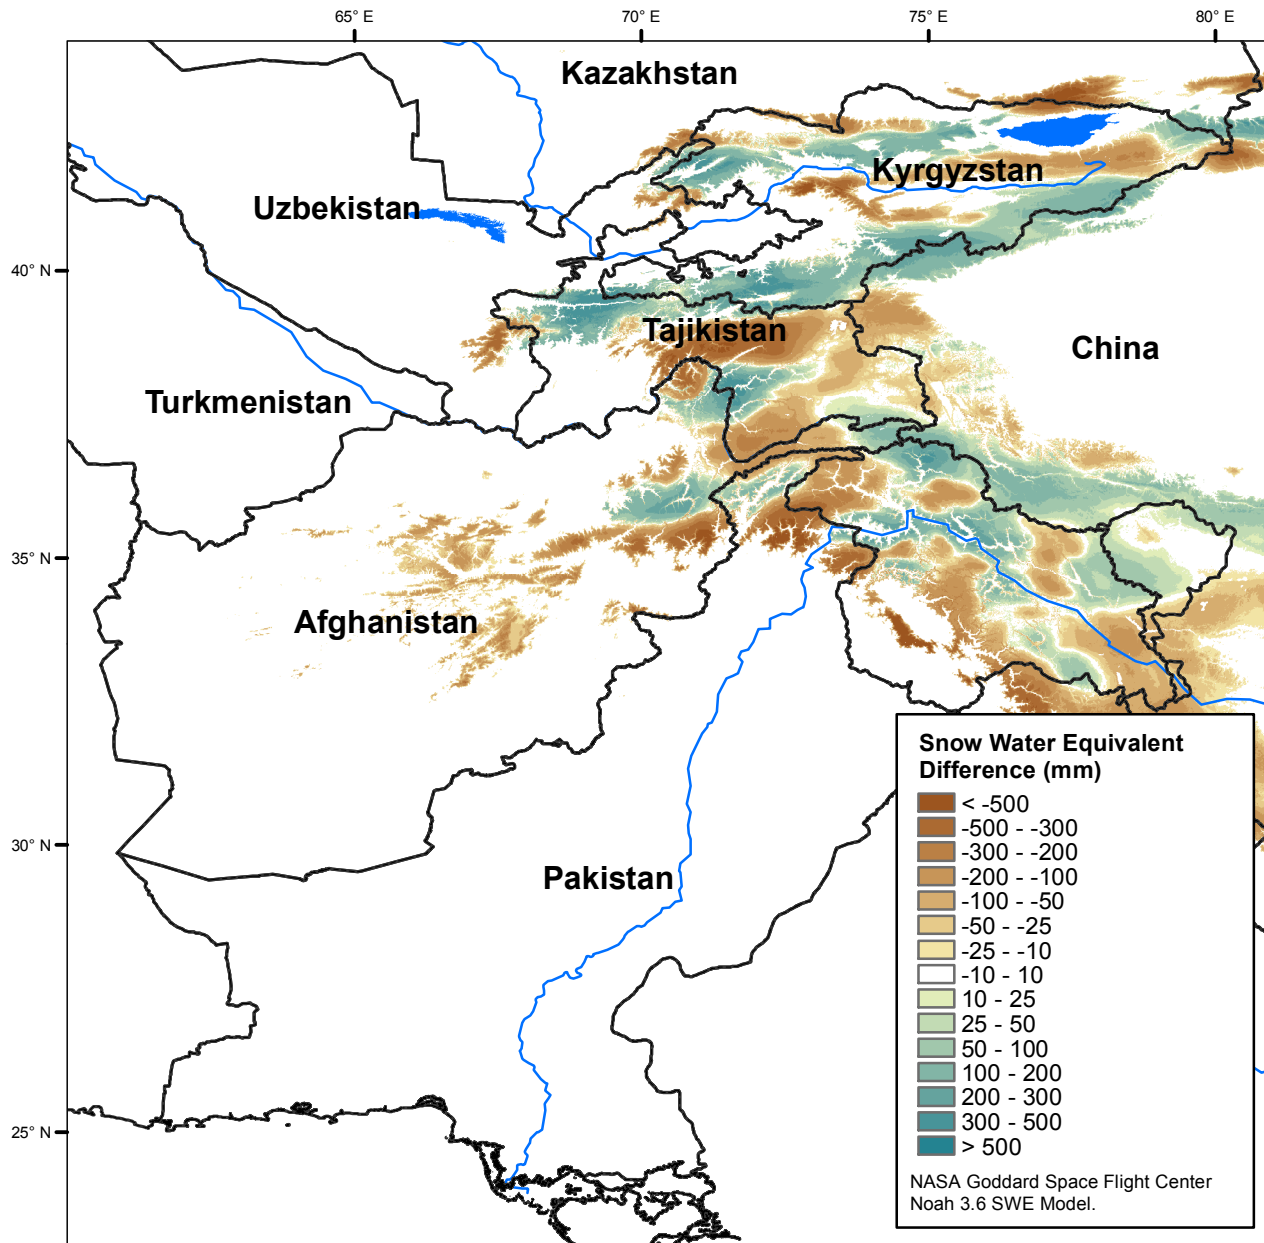 65° E
70° E
75° E
80° E
Kazakhstan
Kyrgyzstan
Uzbekistan
40° N
Tajikistan
China
Turkmenistan
35° N
Afghanistan
30° N
Pakistan
25° N
Snow Water Equivalent
Difference (mm)
< -500
-500 - -300
-300 - -200
-200 - -100
-100 - -50
-50 - -25
-25 - -10
-10 - 10
10 - 25
25 - 50
50 - 100
100 - 200
200 - 300
300 - 500
> 500
NASA Goddard Space Flight Center
Noah 3.6 SWE Model.